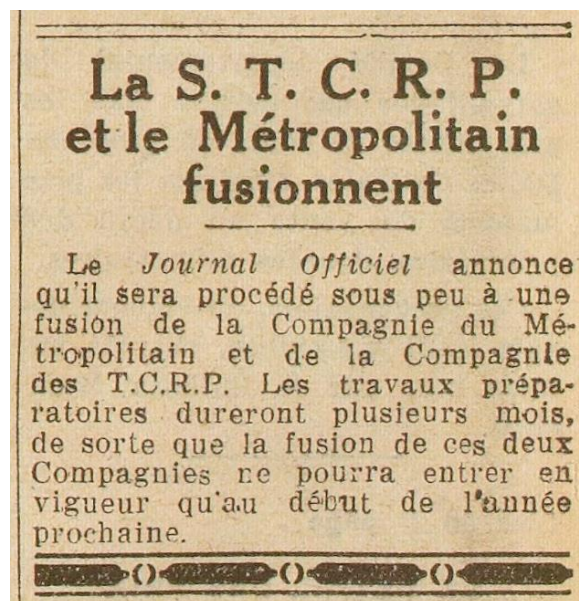 La S. T. C. R. P.
et le Métropolitain
fusionnent
Le Journal Officiel annonce
qu'il sera procédé sous peu à une
fusion de la Compagnie du Mé-
tropolitain et de la Compagnie
des T.C.R.P. Les travaux prépa-
ratoires dureront plusieurs mois,
de sorte que la fusion de ces deux
Compagnies ne pourra entrer en
vigueur qu'au début de l'année
prochaine.